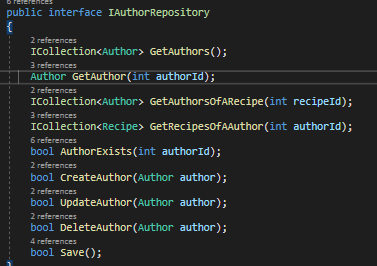 6 references
public interface IAuthorRepository
{
2 references
ICollection<Author> GetAuthors();
3 references
Author GetAuthor(int authorId);
2 references
ICollection<Author> GetAuthorsOfARecipe(int recipeId);
3 references
ICollection<Recipe> GetRecipesOfAAuthor(int authorId);
6 references
bool AuthorExists(int authorId);
2 references
bool CreateAuthor(Author author);
2 references
bool UpdateAuthor(Author author);
2 references
bool DeleteAuthor(Author author);
4 references
bool Save();
}